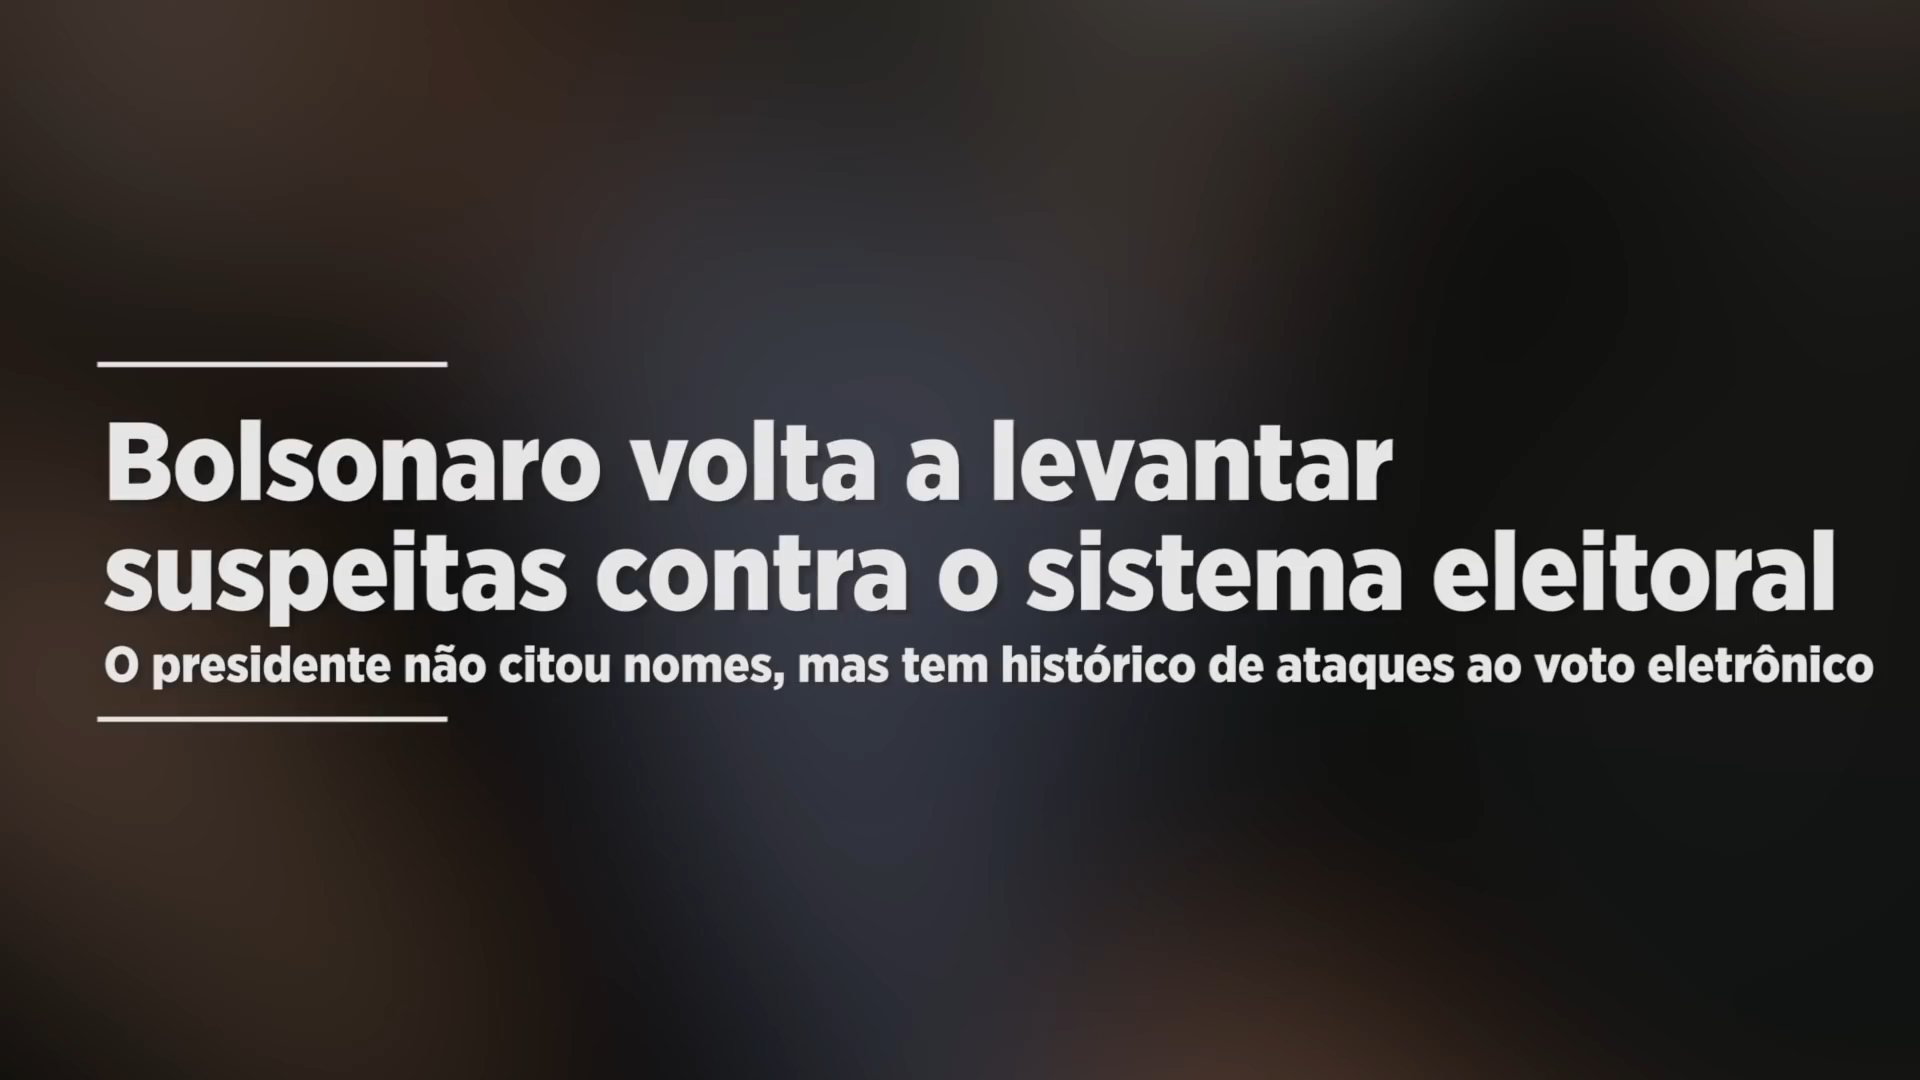 Bolsonaro volta a levantar
suspeitas contra o sistema eleitoral
O presidente não citou nomes, mas tem histórico de ataques ao voto eletrônico